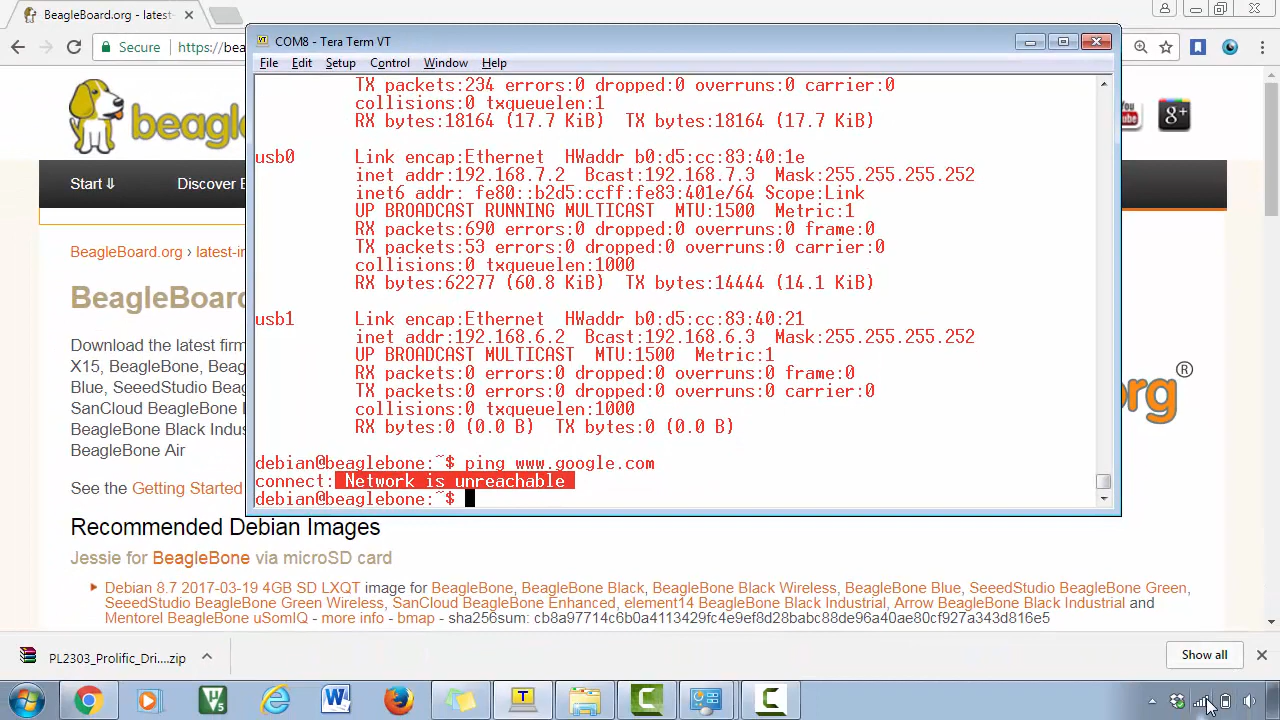 BeagleBoard.org - latest-
Secure
https://bea
COM8 - Tera Term VT
File Edit Setup Control Window Help
TX packets:234 errors:0 dropped:0 overruns:0 carrier:0
collisions:0 txqueuelen:1
RX bytes:18164 (17.7 KiB)  TX bytes:18164 (17.7 KiB)
usb0 Link encap:Ethernet  HWaddr b0:d5:cc:83:40:1e
inet addr:192.168.7.2  Bcast:192.168.7.3  Mask:255.255.255.252
inet6 addr: fe80::b2d5:ccff:fe83:401e/64 Scope:Link
UP BROADCAST RUNNING MULTICAST  MTU:1500  Metric:1
RX packets:690 errors:0 dropped:0 overruns:0 frame:0
TX packets:53 errors:0 dropped:0 overruns:0 carrier:0
collisions:0 txqueuelen:1000
RX bytes:62277 (60.8 KiB)  TX bytes:14444 (14.1 KiB)
usb1 Link encap:Ethernet  HWaddr b0:d5:cc:83:40:21
inet addr:192.168.6.2  Bcast:192.168.6.3  Mask:255.255.255.252
UP BROADCAST MULTICAST  MTU:1500  Metric:1
RX packets:0 errors:0 dropped:0 overruns:0 frame:0
TX packets:0 errors:0 dropped:0 overruns:0 carrier:0
collisions:0 txqueuelen:1000
RX bytes:0 (0.0 B)  TX bytes:0 (0.0 B)
debian@beaglebone:~$ ping www.google.com
connect: Network is unreachable
debian@beaglebone:~$
beagle
You
g+
Start ⇓ Discover B
BeagleBoard.org › latest-i
BeagleBoard
Download the latest firm
X15, BeagleBone, Beag
Blue, SeeedStudio Beag
SanCloud BeagleBone E
BeagleBone Black Indus
BeagleBone Air
org®
See the Getting Started
Recommended Debian Images
Jessie for BeagleBone via microSD card
Debian 8.7 2017-03-19 4GB SD LXQT image for BeagleBone, BeagleBone Black, BeagleBone Black Wireless, BeagleBone Blue, SeeedStudio BeagleBone Green,
SeeedStudio BeagleBone Green Wireless, SanCloud BeagleBone Enhanced, element14 BeagleBone Black Industrial, Arrow BeagleBone Black Industrial and
Mentorel BeagleBone uSomIQ - more info - bmap - sha256sum: cb8a97714c6b0a4113429fc4e9ef8d28babc88de96a40ae80cf927a343d816e5
PL2303_Prolific_Dri....zip
Show all